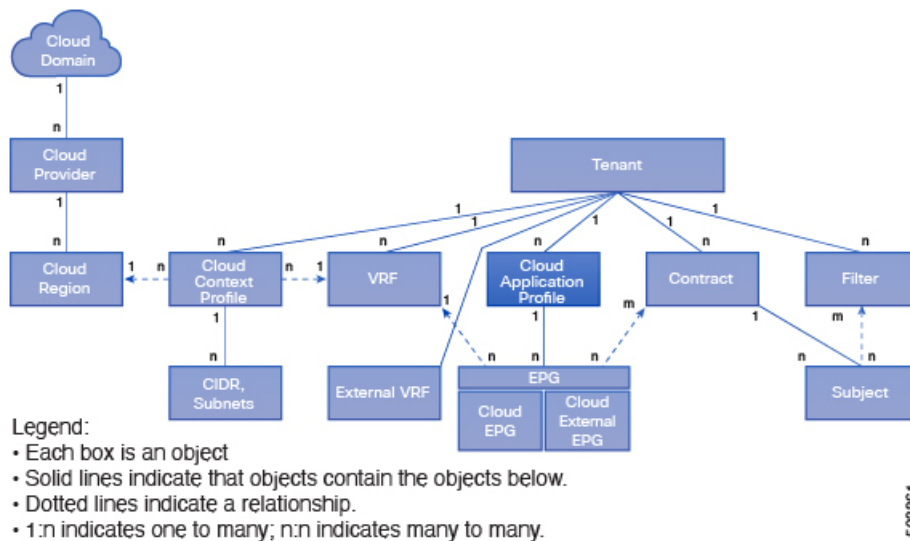 Cloud
Domain
1
n
Cloud
Provider
Tenant
1
1
1
1
1
1
n
n
n
n
n
n
Cloud
Region
1
n
Cloud
Context
Profile
n
1
VRF
Cloud
Application
Profile
Contract
Filter
1
1
1
m
1
m
n
n
n
n
n
n
CIDR,
Subnets
External VRF
EPG
Cloud
EPG
Cloud
External
EPG
Subject
Legend:
• Each box is an object
• Solid lines indicate that objects contain the objects below.
• Dotted lines indicate a relationship.
• 1:n indicates one to many; n:n indicates many to many.